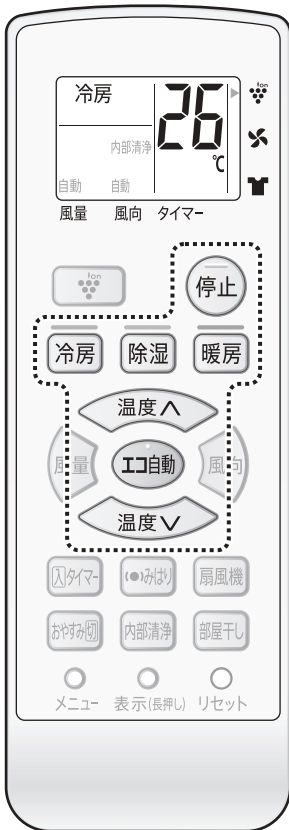 冷房 26℃
内部清浄
自動 自動
風量 風向 タイマー
ion
ion
停止
冷房 除湿 暖房
温度
風量 エコ自動 風向
温度
入タイマー みはり 扇風機
おやすみ切 内部清浄 部屋干し
メニュー 表示(長押し) リセット